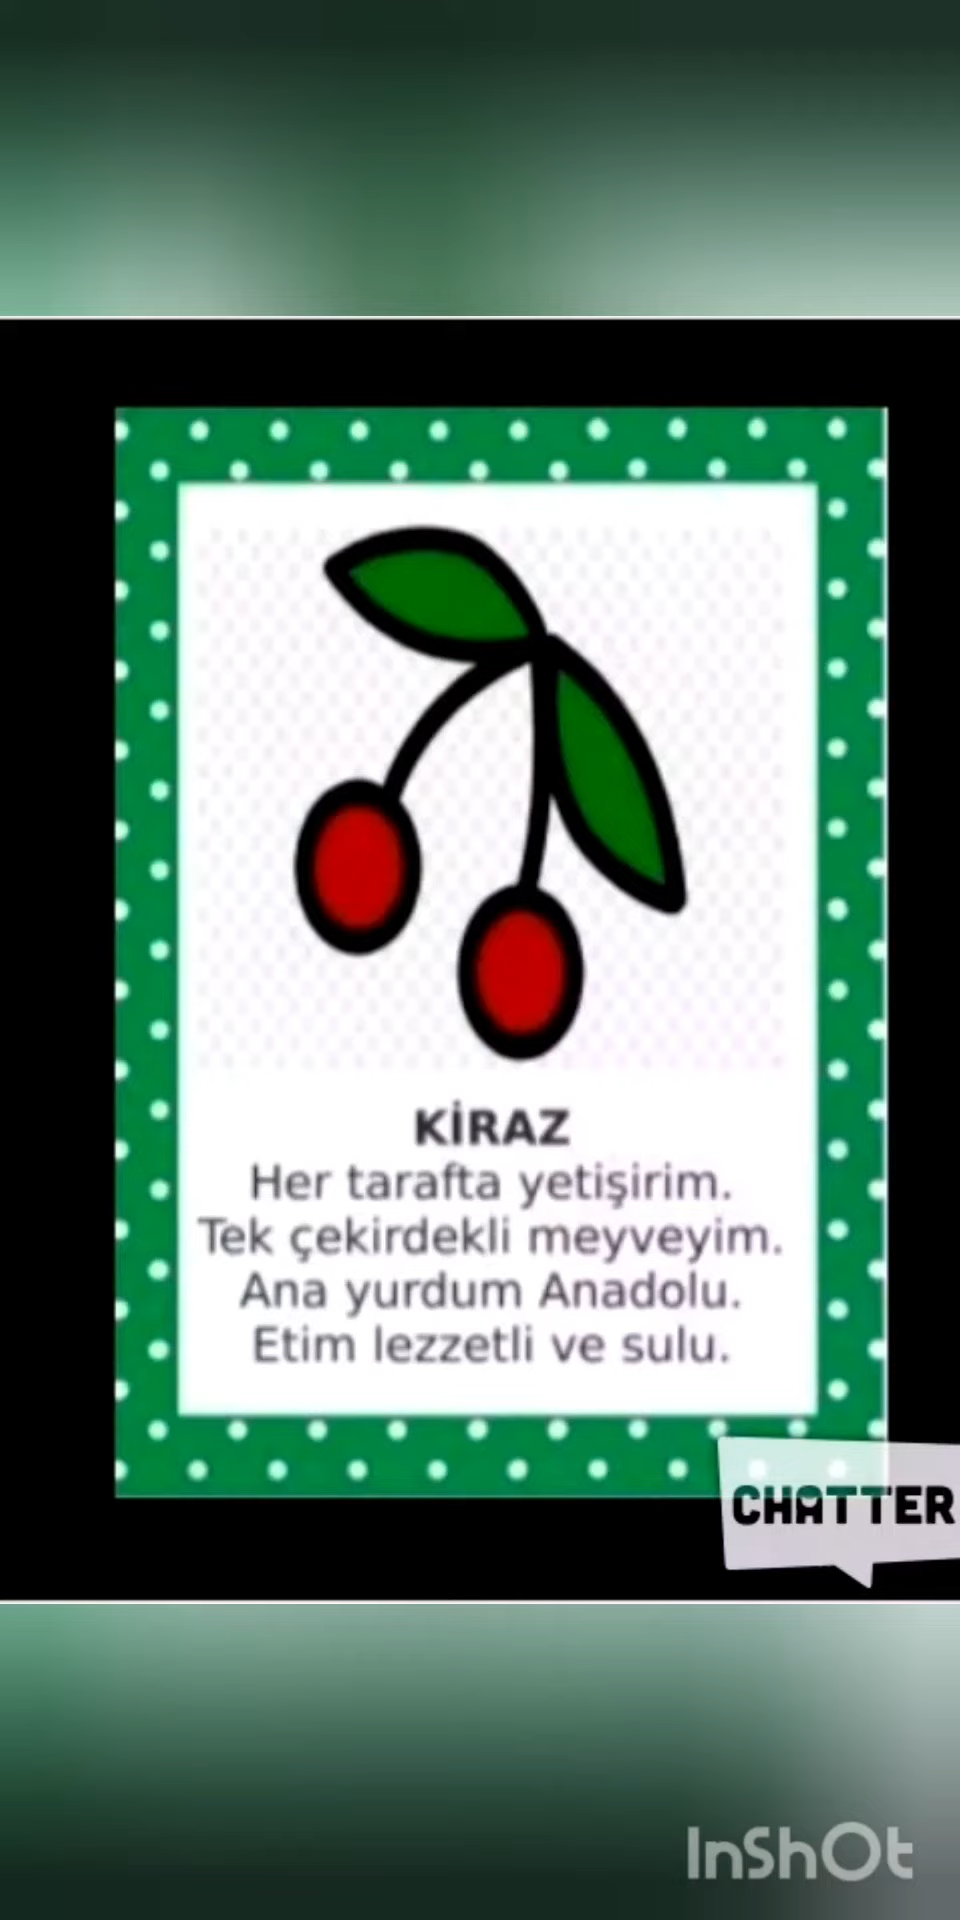 KİRAZ
Her tarafta yetişirim.
Tek çekirdekli meyveyim.
Ana yurdum Anadolu.
Etim lezzetli ve sulu.
CHATTER
InShOt